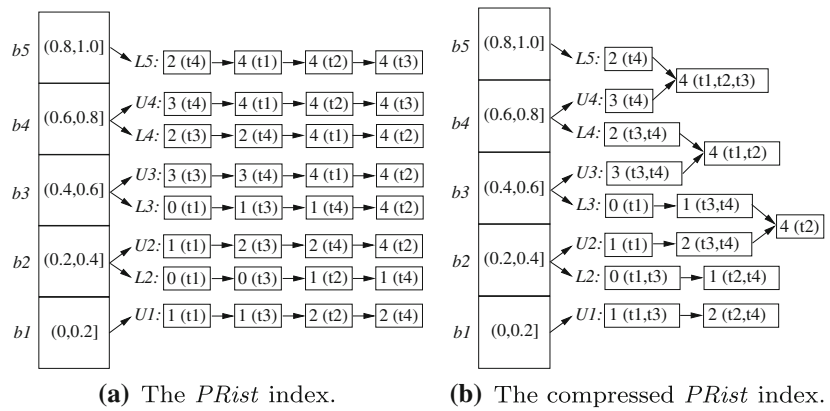 b5 (0.8,1.0] L5: 2 (t4) 4 (t1) 4 (t2) 4 (t3)
U4: 3 (t4) 4 (t1) 4 (t2) 4 (t3)
b4 (0.6,0.8] L4: 2 (t3) 2 (t4) 4 (t1) 4 (t2)
U3: 3 (t3) 3 (t4) 4 (t1) 4 (t2)
b3 (0.4,0.6] L3: 0 (t1) 1 (t3) 1 (t4) 4 (t2)
U2: 1 (t1) 2 (t3) 2 (t4) 4 (t2)
b2 (0.2,0.4] L2: 0 (t1) 0 (t3) 1 (t2) 1 (t4)
b1 (0,0.2] U1: 1 (t1) 1 (t3) 2 (t2) 2 (t4)
(a) The PRist index.
b5 (0.8,1.0] L5: 2 (t4)
4 (t1,t2,t3)
U4: 3 (t4)
b4 (0.6,0.8] L4: 2 (t3,t4)
4 (t1,t2)
U3: 3 (t3,t4)
b3 (0.4,0.6] L3: 0 (t1) 1 (t3,t4)
4 (t2)
U2: 1 (t1) 2 (t3,t4)
b2 (0.2,0.4] L2: 0 (t1,t3) 1 (t2,t4)
b1 (0,0.2] U1: 1 (t1,t3) 2 (t2,t4)
(b) The compressed PRist index.